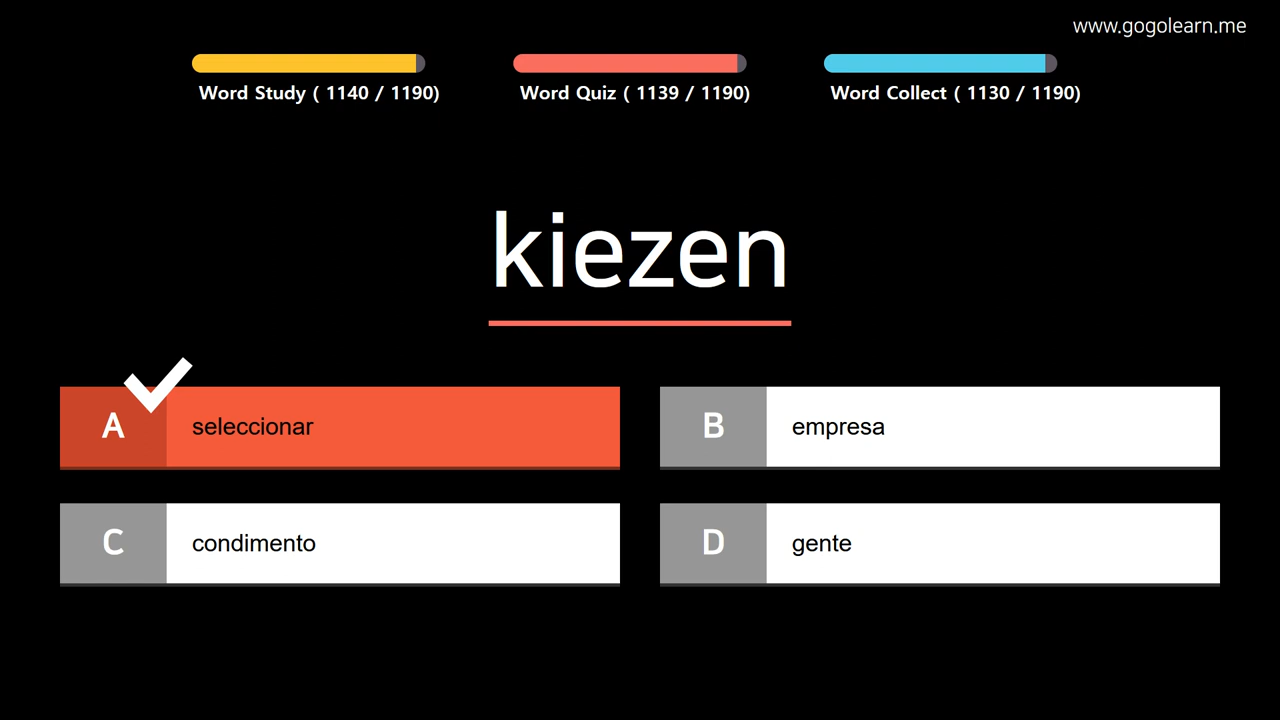 www.gogolearn.me
Word Study ( 1140 / 1190)
Word Quiz ( 1139 / 1190)
Word Collect ( 1130 / 1190)
kiezen
A seleccionar
B empresa
C condimento
D gente